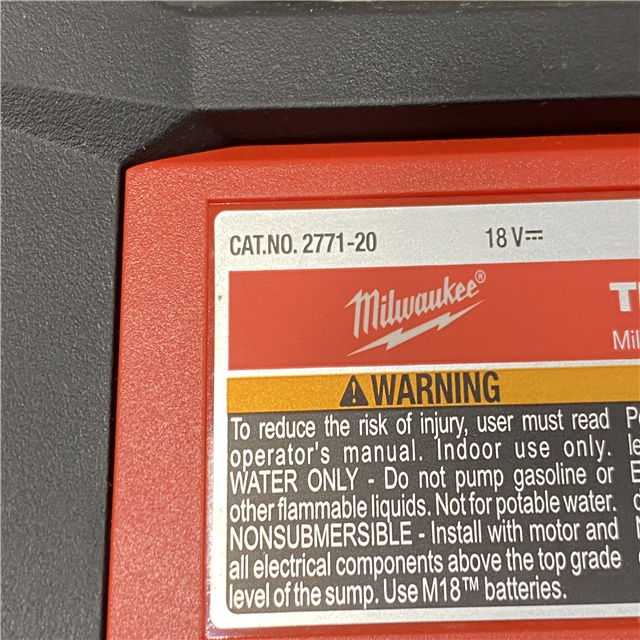 CAT.NO. 2771-20 18 V⎓
Milwaukee®
Mil
⚠WARNING
To reduce the risk of injury, user must read
operator's manual. Indoor use only.
WATER ONLY - Do not pump gasoline or
other flammable liquids. Not for potable water.
NONSUBMERSIBLE - Install with motor and
all electrical components above the top grade
level of the sump. Use M18™ batteries.